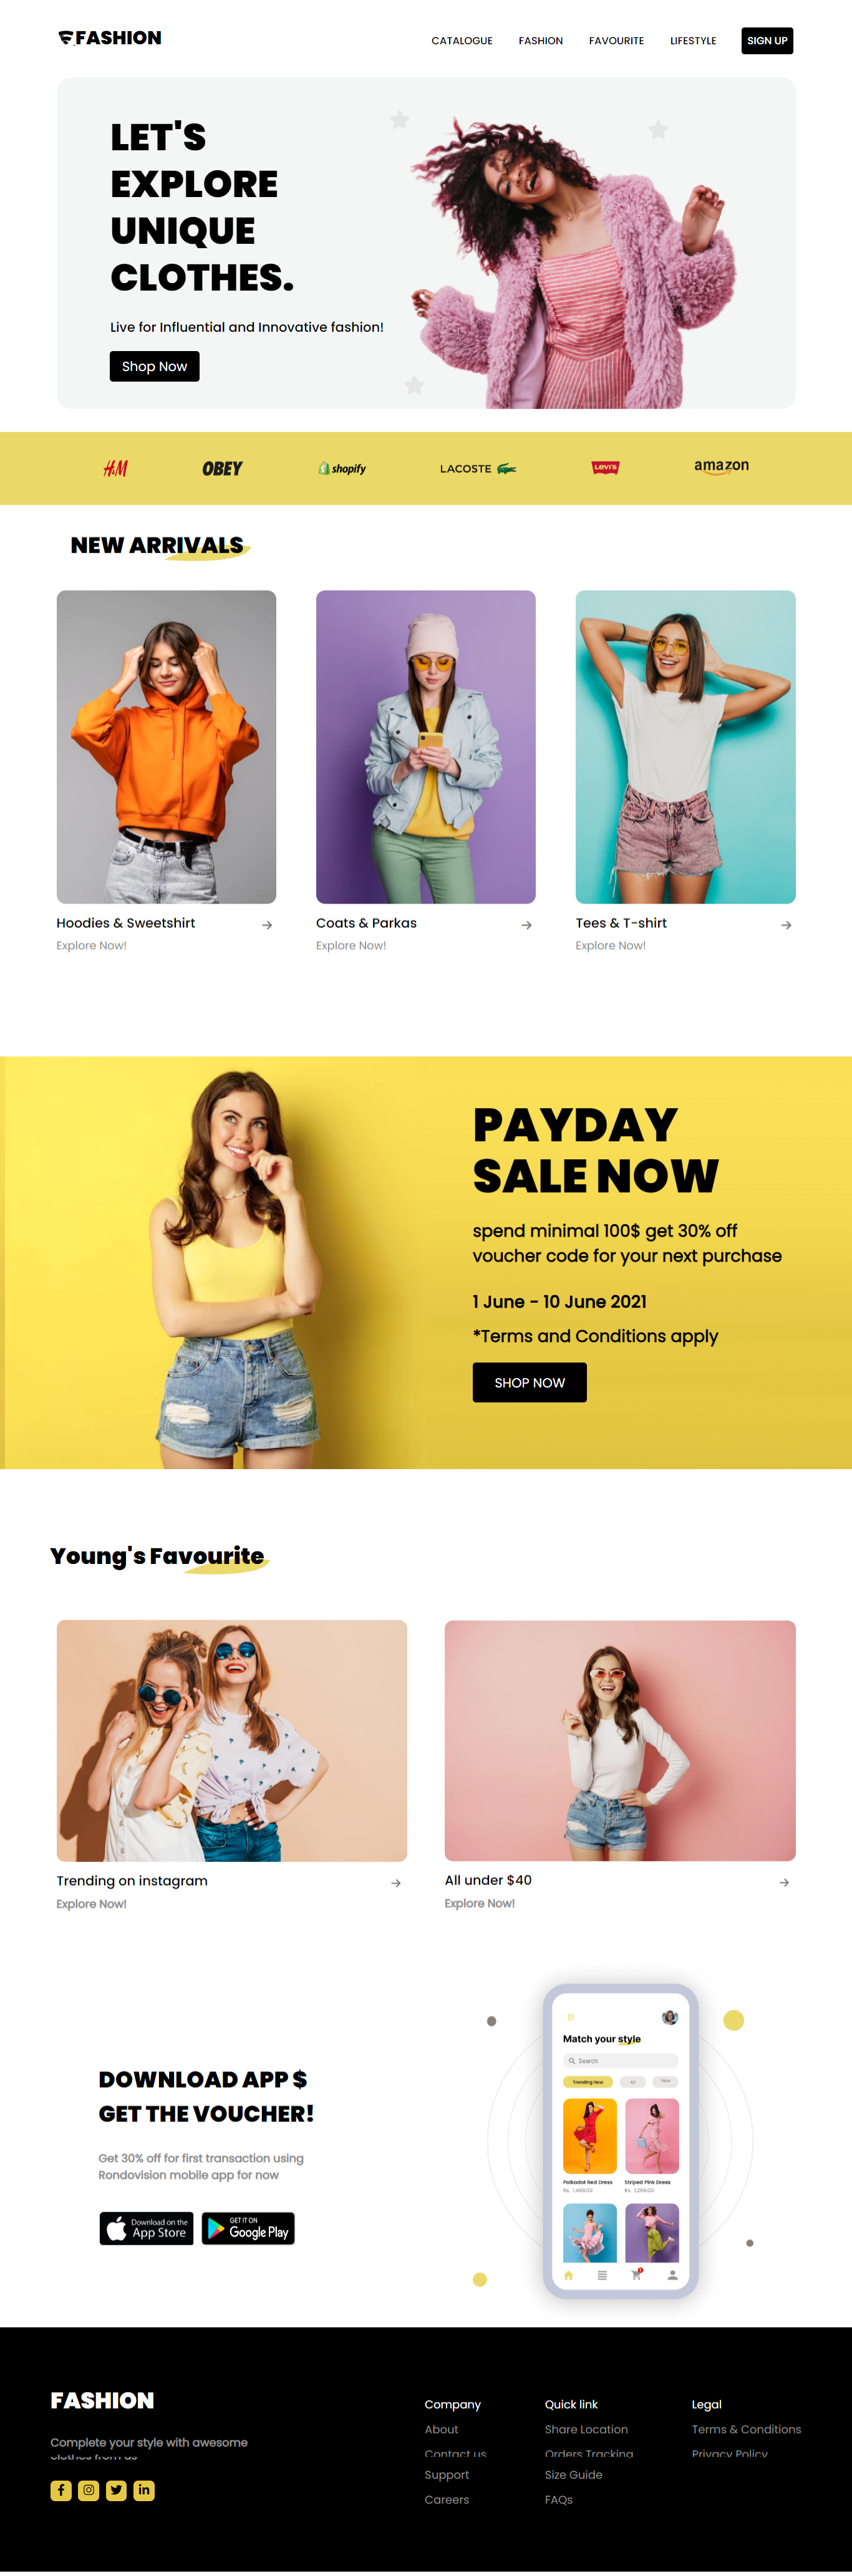 FASHION
CATALOGUE FASHION FAVOURITE LIFESTYLE SIGN UP
LET'S
EXPLORE
UNIQUE
CLOTHES.
Live for Influential and Innovative fashion!
Shop Now
H&M OBEY shopify LACOSTE Levi's amazon
NEW ARRIVALS
Hoodies & Sweetshirt
Explore Now!
Coats & Parkas
Explore Now!
Tees & T-shirt
Explore Now!
PAYDAY
SALE NOW
spend minimal 100$ get 30% off
voucher code for your next purchase
1 June - 10 June 2021
*Terms and Conditions apply
SHOP NOW
Young's Favourite
Trending on instagram
Explore Now!
All under $40
Explore Now!
Match your style
Search
Trending Now All New
Polkadot Red Dress
Rs. 1,499.00
Striped Pink Dress
Rs. 1,299.00
1
DOWNLOAD APP $
GET THE VOUCHER!
Get 30% off for first transaction using
Rondovision mobile app for now
Download on the
App Store
GET IT ON
Google Play
FASHION
Complete your style with awesome
clothes from us
Company
About
Contact us
Support
Careers
Quick link
Share Location
Orders Tracking
Size Guide
FAQs
Legal
Terms & Conditions
Privacy Policy